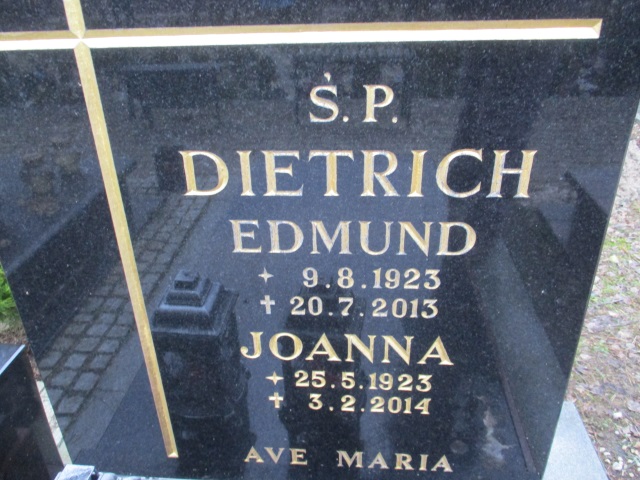 Ś.P.
DIETRICH
EDMUND
✦ 9.8.1923
✝ 20.7.2013
JOANNA
✦ 25.5.1923
✝ 3.2.2014
AVE MARIA